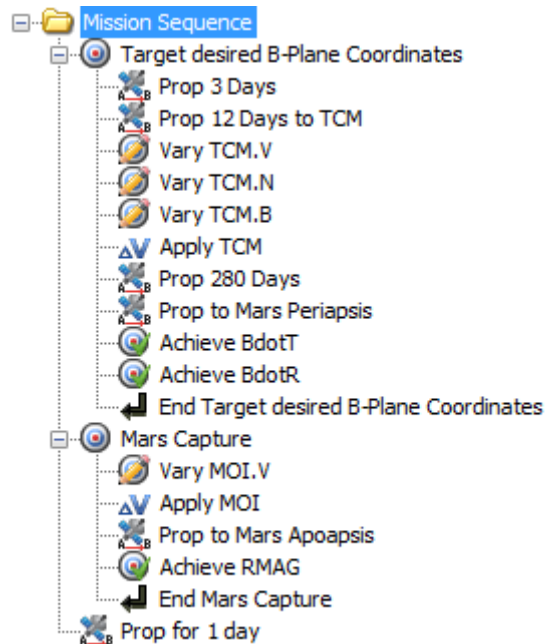 Mission Sequence
Target desired B-Plane Coordinates
Prop 3 Days
Prop 12 Days to TCM
Vary TCM.V
Vary TCM.N
Vary TCM.B
Apply TCM
Prop 280 Days
Prop to Mars Periapsis
Achieve BdotT
Achieve BdotR
End Target desired B-Plane Coordinates
Mars Capture
Vary MOI.V
Apply MOI
Prop to Mars Apoapsis
Achieve RMAG
End Mars Capture
Prop for 1 day